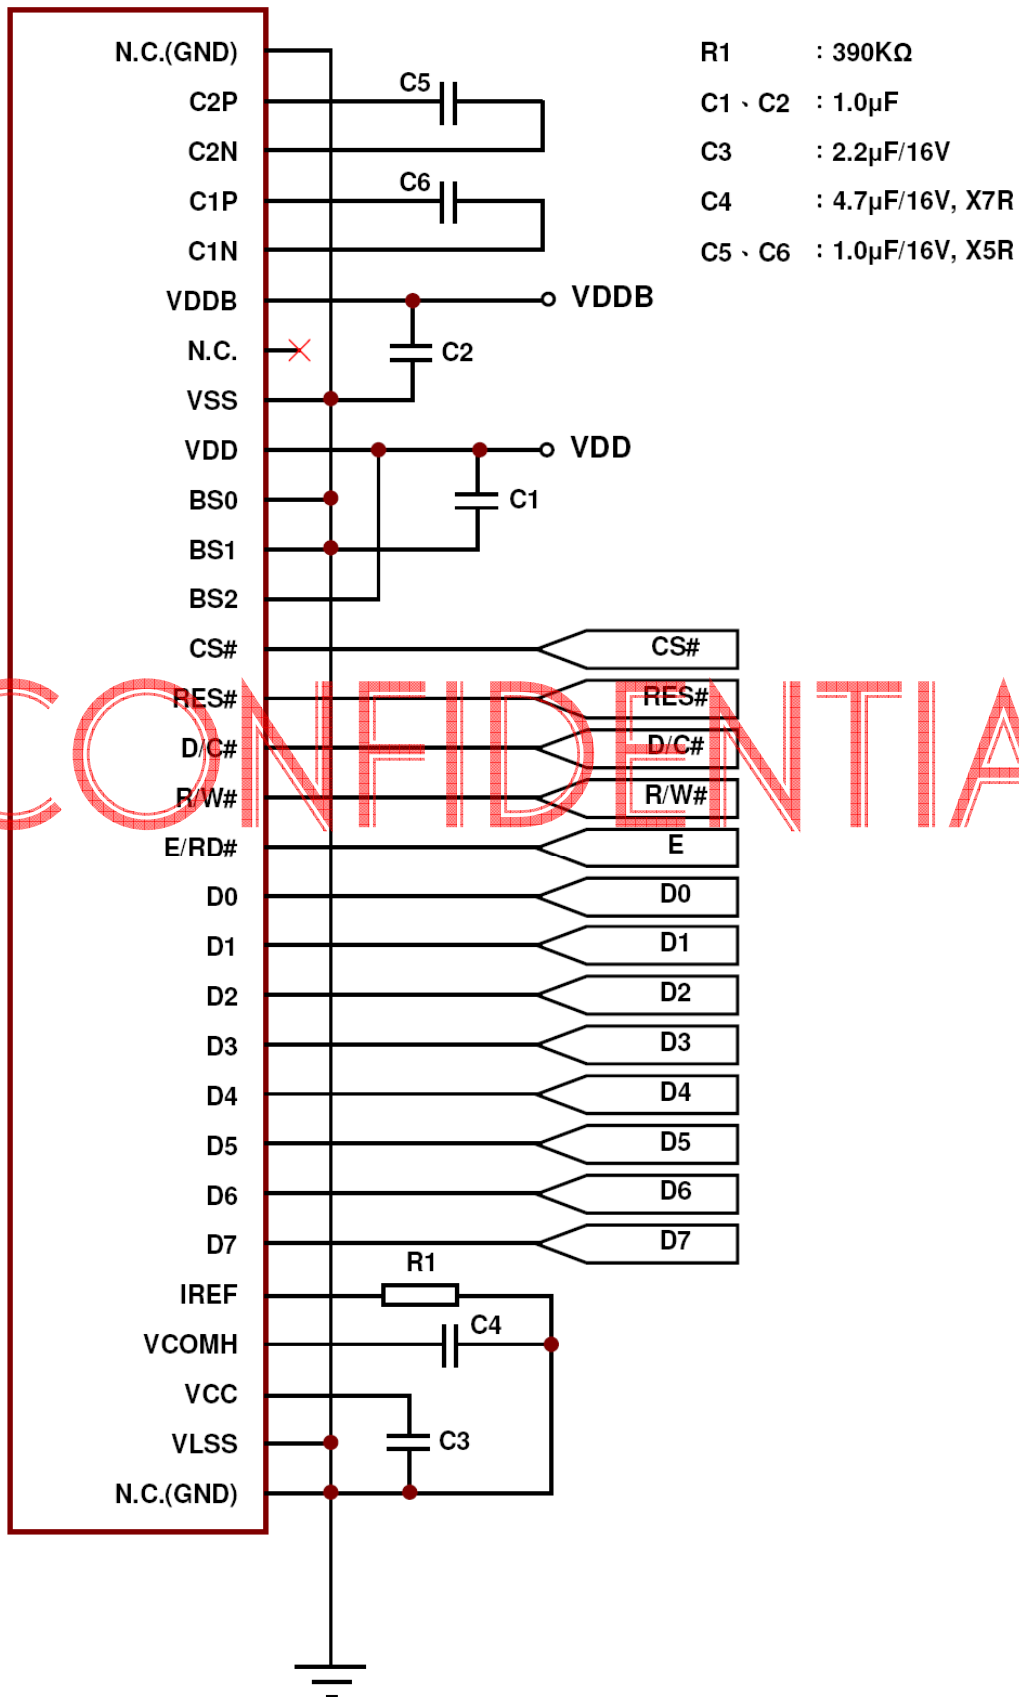 N.C.(GND)
R1 : 390KΩ
C5
C2P
C1、C2 : 1.0µF
C2N
C3 : 2.2µF/16V
C6
C1P
C4 : 4.7µF/16V, X7R
C1N
C5、C6 : 1.0µF/16V, X5R
VDDB VDDB
N.C. C2
VSS
VDD VDD
BS0 C1
BS1
BS2
CS# CS#
RES# RES#
D/C# D/C#
CONFIDENTIA
R/W# R/W#
E/RD# E
D0 D0
D1 D1
D2 D2
D3 D3
D4 D4
D5 D5
D6 D6
D7 D7
R1
IREF
C4
VCOMH
VCC
VLSS C3
N.C.(GND)